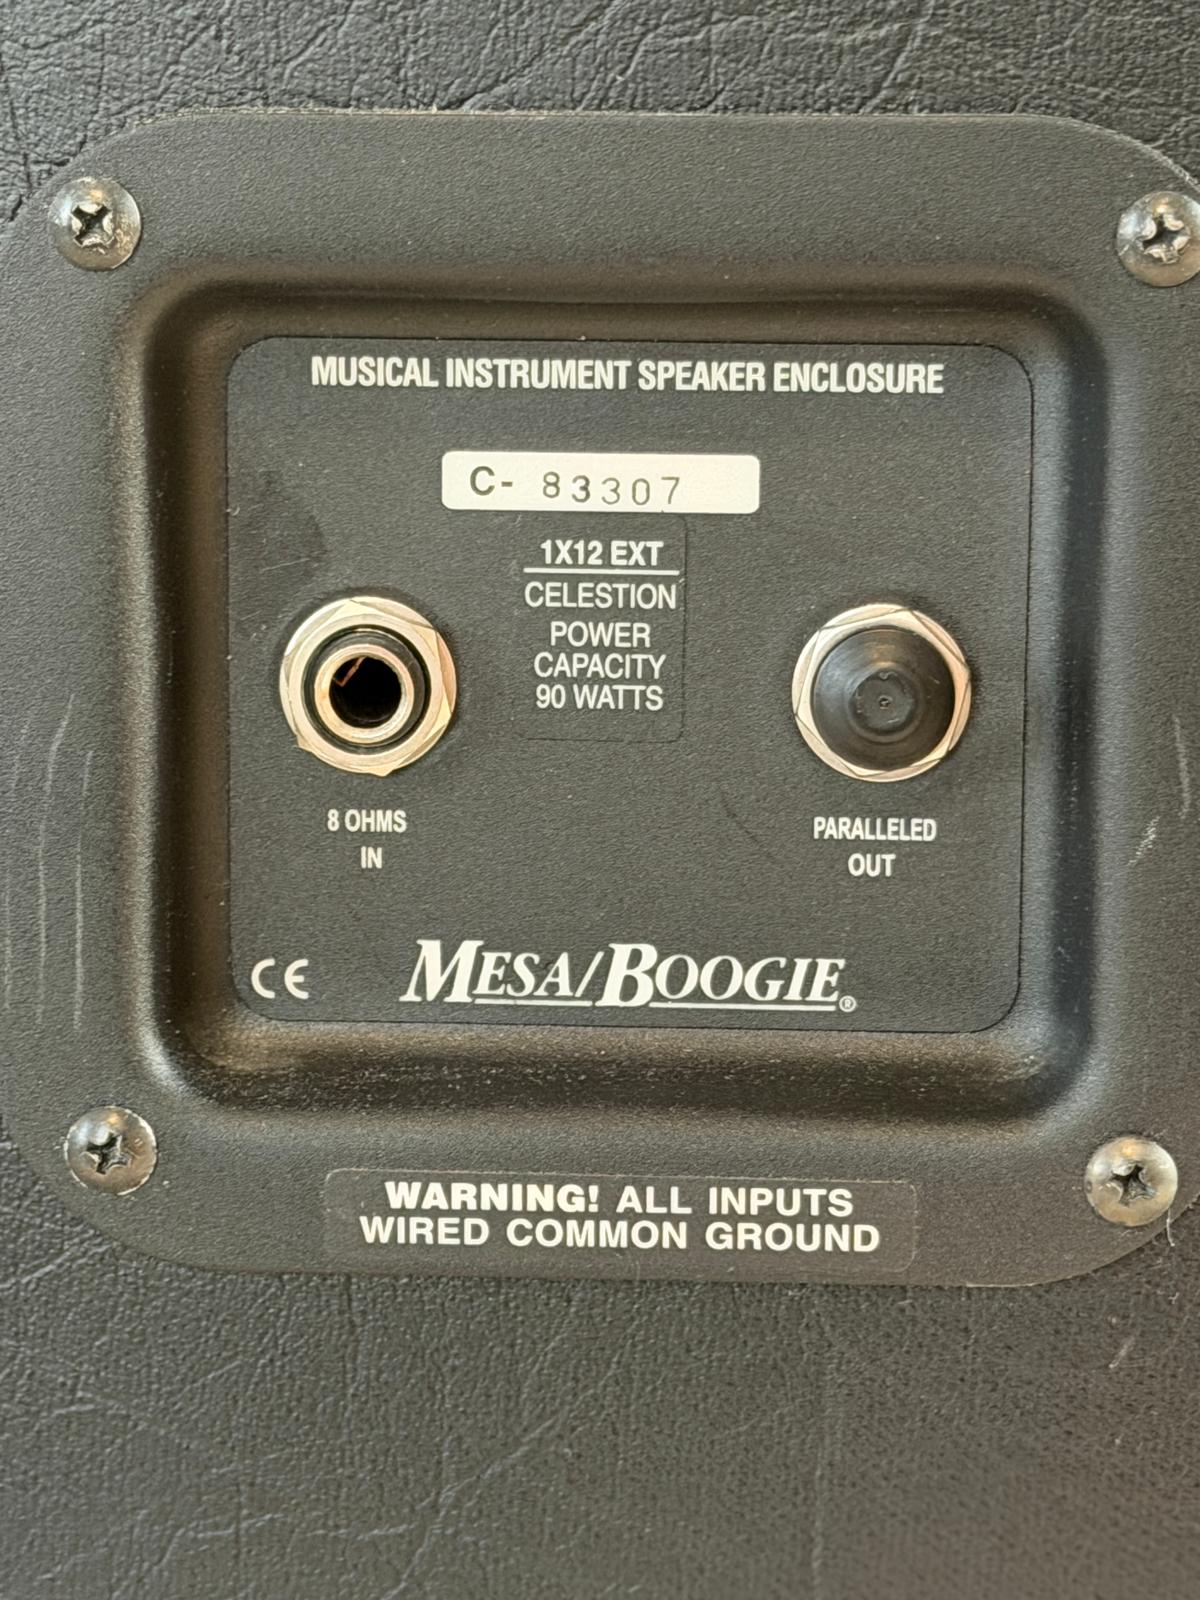 MUSICAL INSTRUMENT SPEAKER ENCLOSURE
C- 83307
1X12 EXT
CELESTION
POWER
CAPACITY
90 WATTS
8 OHMS
IN
PARALLELED
OUT
CE
MESA/BOOGIE®
WARNING! ALL INPUTS
WIRED COMMON GROUND